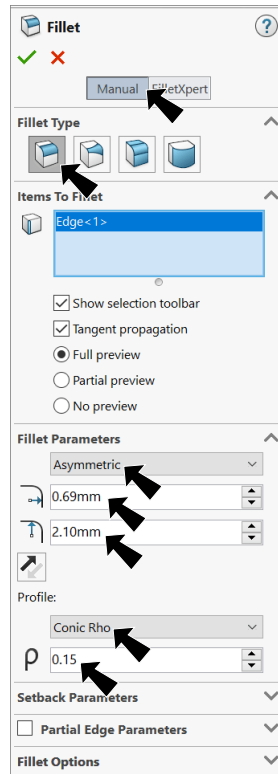 Fillet
?
Manual FilletXpert
Fillet Type
Items To Fillet
Edge<1>
Show selection toolbar
Tangent propagation
Full preview
Partial preview
No preview
Fillet Parameters
Asymmetric
0.69mm
2.10mm
Profile:
Conic Rho
ρ 0.15
Setback Parameters
Partial Edge Parameters
Fillet Options